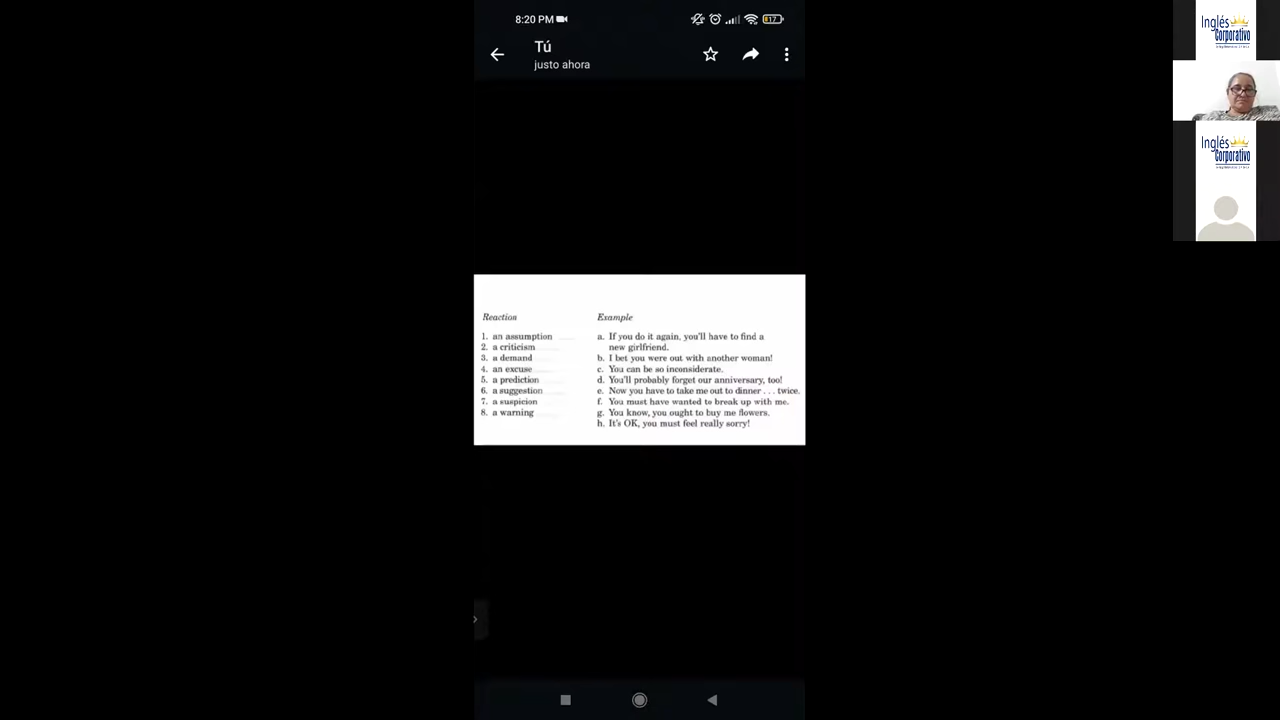 8:20 PM
17
Tú
justo ahora
Reaction
1. an assumption
2. a criticism
3. a demand
4. an excuse
5. a prediction
6. a suggestion
7. a suspicion
8. a warning
Example
a. If you do it again, you'll have to find a
new girlfriend.
b. I bet you were out with another woman!
c. You can be so inconsiderate.
d. You'll probably forget our anniversary, too!
e. Now you have to take me out to dinner . . . twice.
f. You must have wanted to break up with me.
g. You know, you ought to buy me flowers.
h. It's OK, you must feel really sorry!
Inglés
Corporativo
Inglés
Corporativo